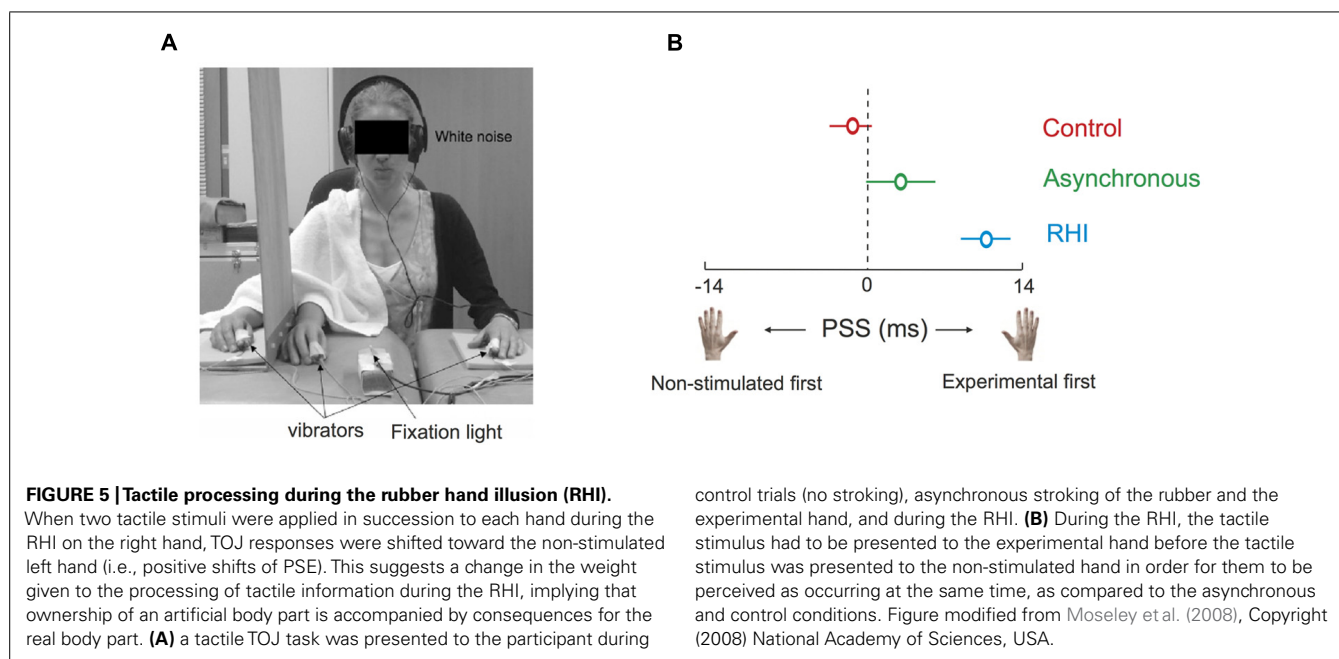 A
White noise
vibrators
Fixation light
B
Control
Asynchronous
RHI
-14
0
14
PSS (ms)
Non-stimulated first
Experimental first
FIGURE 5 | Tactile processing during the rubber hand illusion (RHI).
When two tactile stimuli were applied in succession to each hand during the
RHI on the right hand, TOJ responses were shifted toward the non-stimulated
left hand (i.e., positive shifts of PSE). This suggests a change in the weight
given to the processing of tactile information during the RHI, implying that
ownership of an artificial body part is accompanied by consequences for the
real body part. (A) a tactile TOJ task was presented to the participant during
control trials (no stroking), asynchronous stroking of the rubber and the
experimental hand, and during the RHI. (B) During the RHI, the tactile
stimulus had to be presented to the experimental hand before the tactile
stimulus was presented to the non-stimulated hand in order for them to be
perceived as occurring at the same time, as compared to the asynchronous
and control conditions. Figure modified from Moseley et al. (2008), Copyright
(2008) National Academy of Sciences, USA.